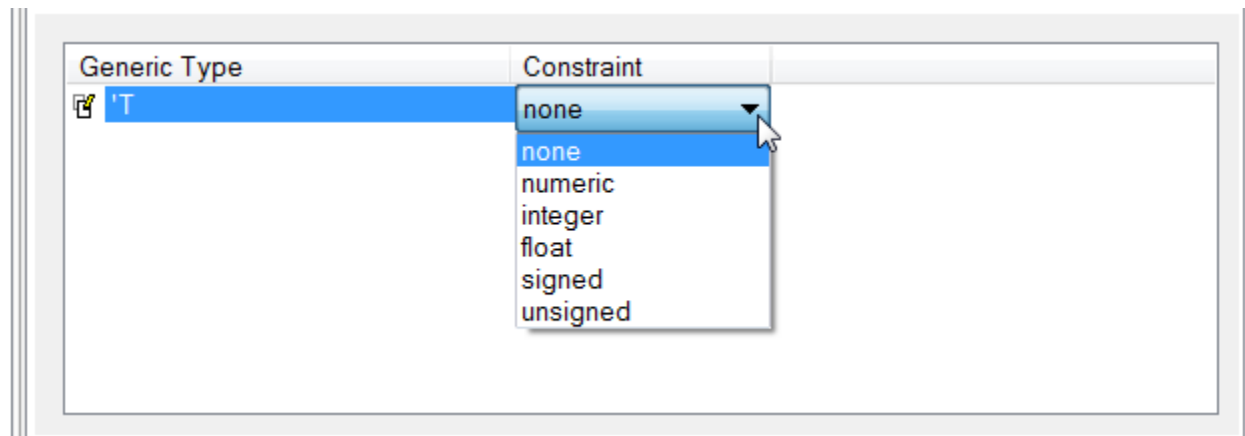 Generic Type Constraint
'T none
none
numeric
integer
float
signed
unsigned